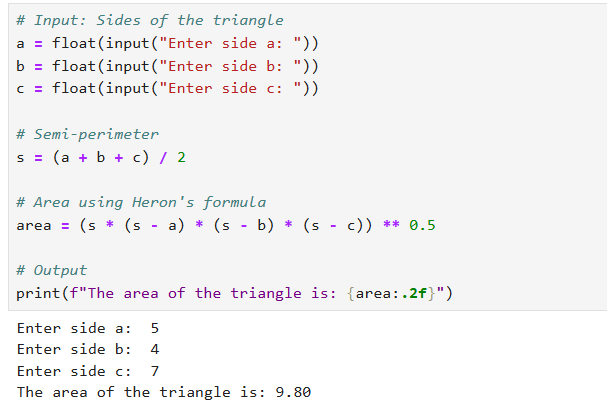 # Input: Sides of the triangle
a = float(input("Enter side a: "))
b = float(input("Enter side b: "))
c = float(input("Enter side c: "))
# Semi-perimeter
s = (a + b + c) / 2
# Area using Heron's formula
area = (s * (s - a) * (s - b) * (s - c)) ** 0.5
# Output
print(f"The area of the triangle is: {area:.2f}")
Enter side a:  5
Enter side b:  4
Enter side c:  7
The area of the triangle is: 9.80